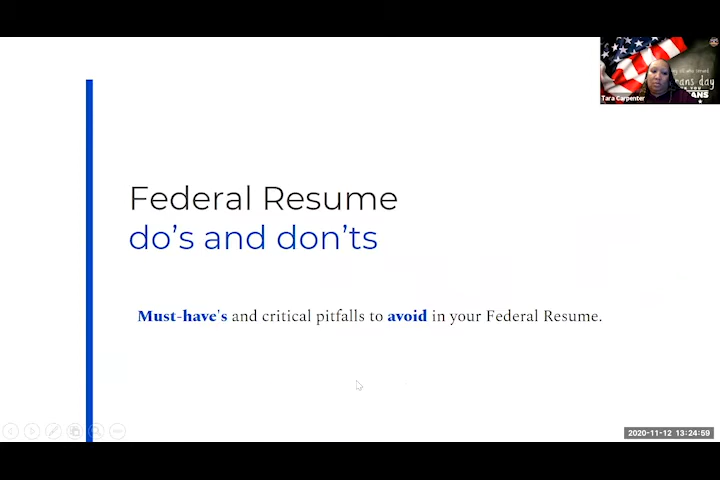 Federal Resume
do's and don'ts
Must-have's and critical pitfalls to avoid in your Federal Resume.
Tara Carpenter
2020-11-12 13:24:59